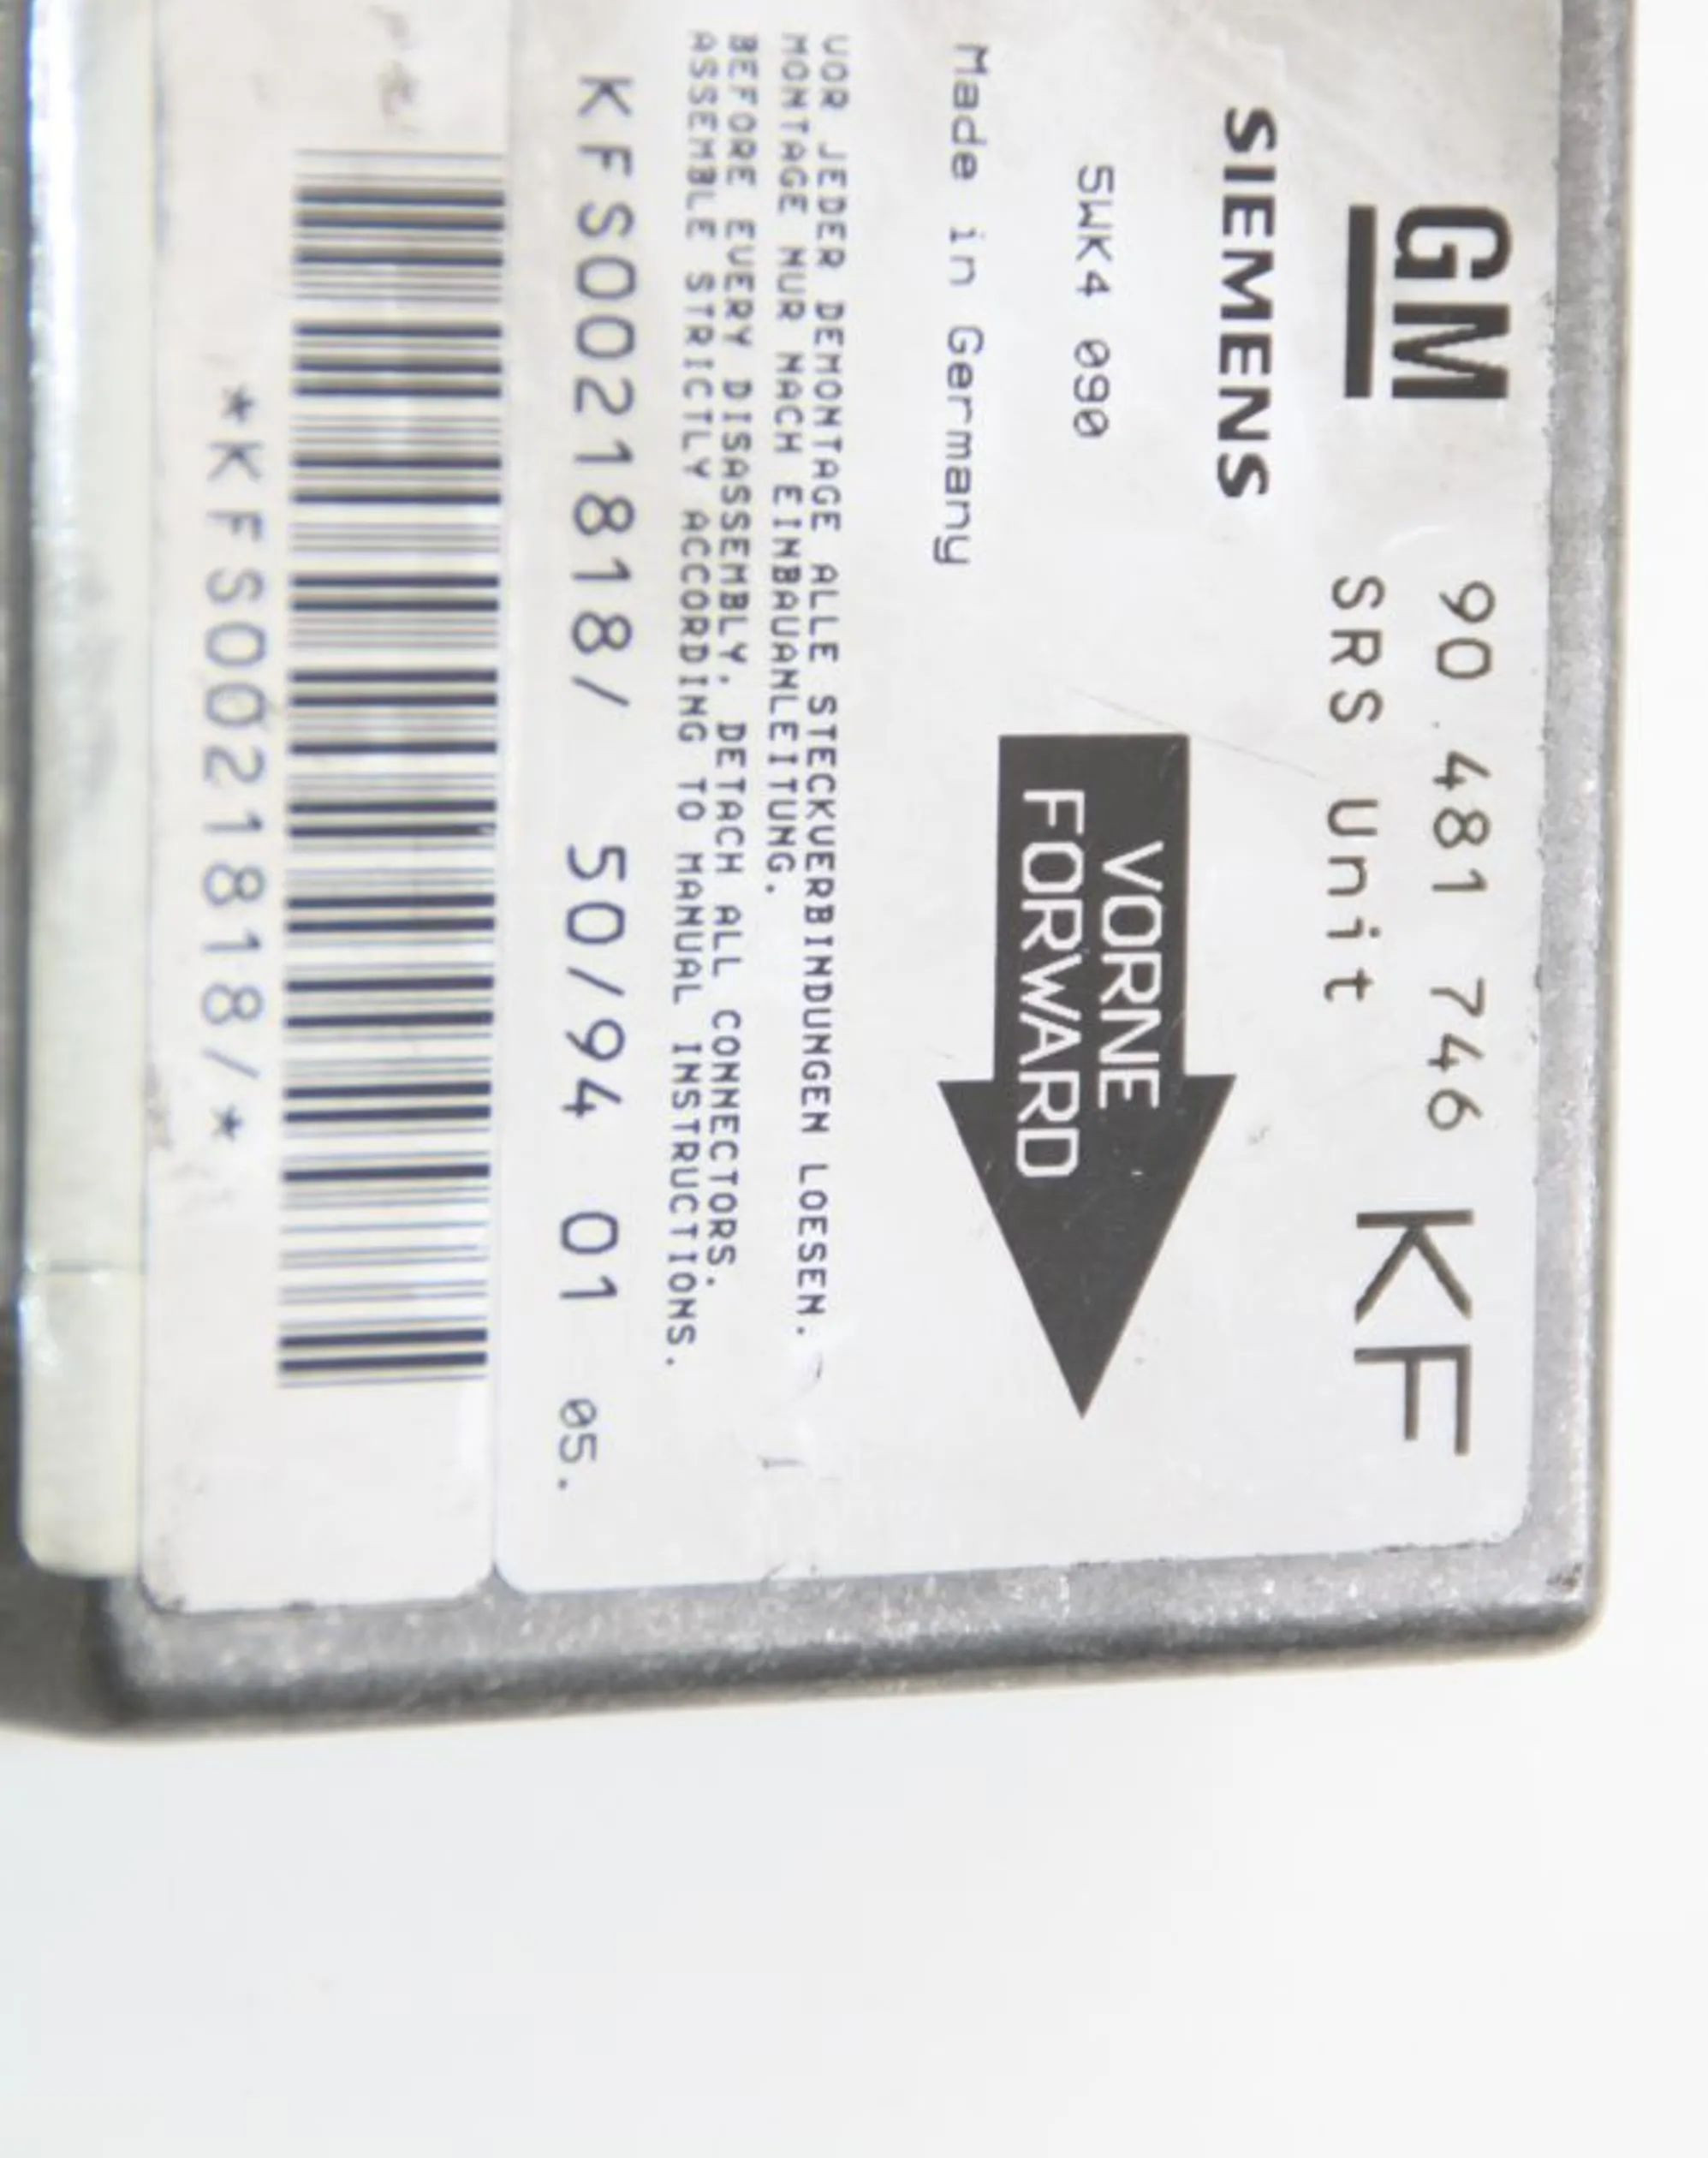 GM 90 481 746 KF
SRS Unit
SIEMENS
5WK4 090
VORNE
FORWARD
Made in Germany
VOR JEDER DEMONTAGE ALLE STECKVERBINDUNGEN LOESEN.
MONTAGE NUR NACH EINBAUANLEITUNG.
BEFORE EVERY DISASSEMBLY. DETACH ALL CONNECTORS.
ASSEMBLE STRICTLY ACCORDING TO MANUAL INSTRUCTIONS.
KFS0021818/ 50/94 01 05.
*KFS0021818/*